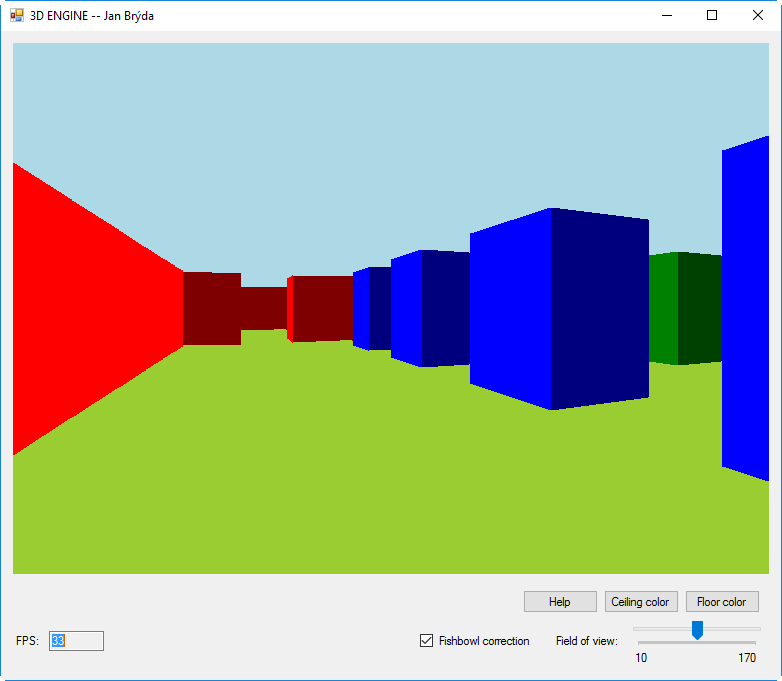 3D ENGINE -- Jan Brýda
Help
Ceiling color
Floor color
FPS:
33
Fishbowl correction
Field of view:
10
170